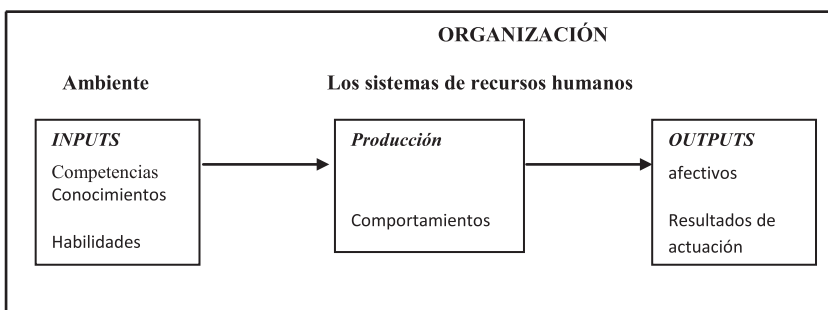 ORGANIZACIÓN
Ambiente
Los sistemas de recursos humanos
INPUTS
Competencias
Conocimientos
Habilidades
Producción
Comportamientos
OUTPUTS
afectivos
Resultados de
actuación